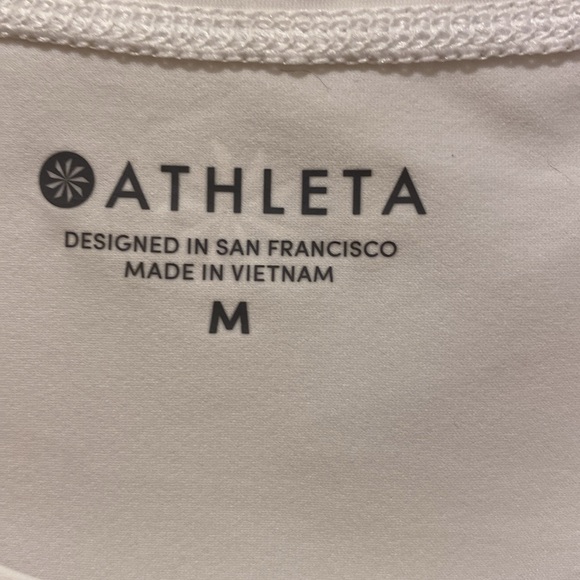 ATHLETA
DESIGNED IN SAN FRANCISCO
MADE IN VIETNAM
M